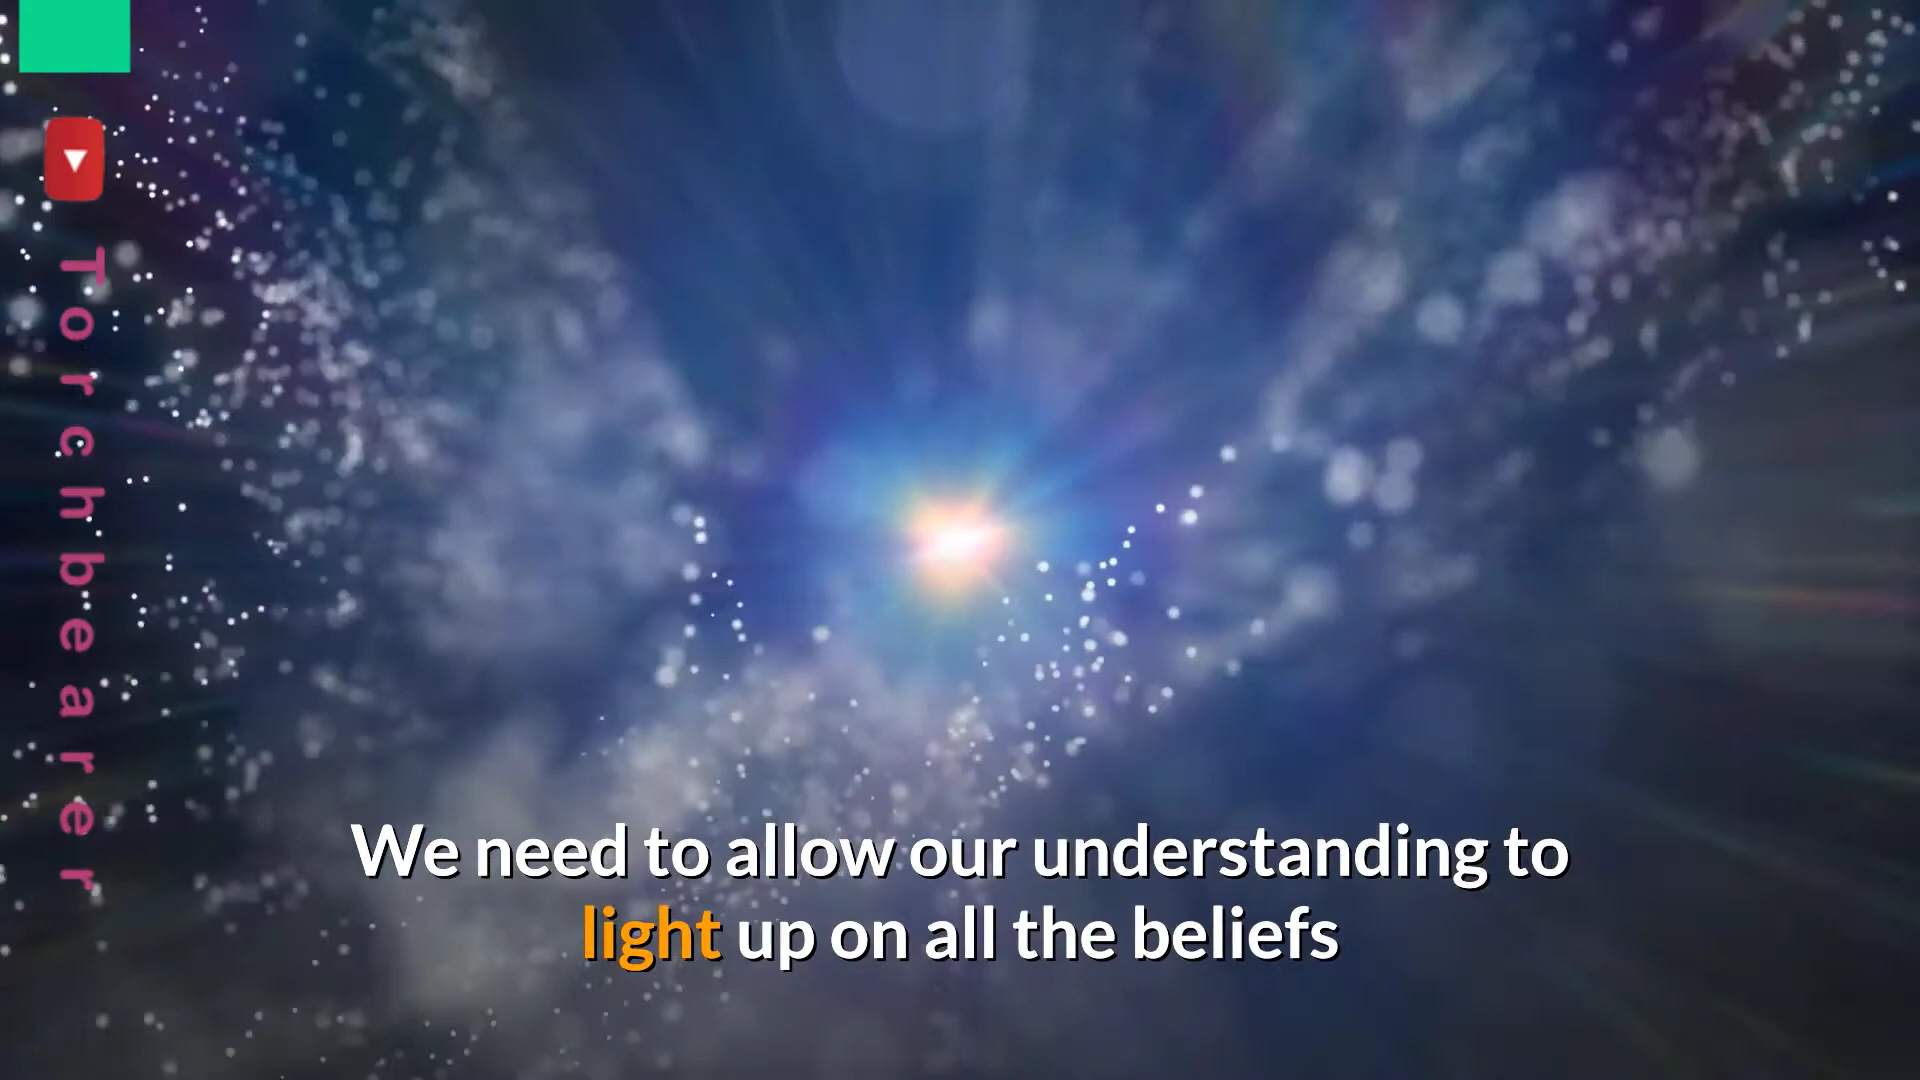 Torchbearer
We need to allow our understanding to
light up on all the beliefs